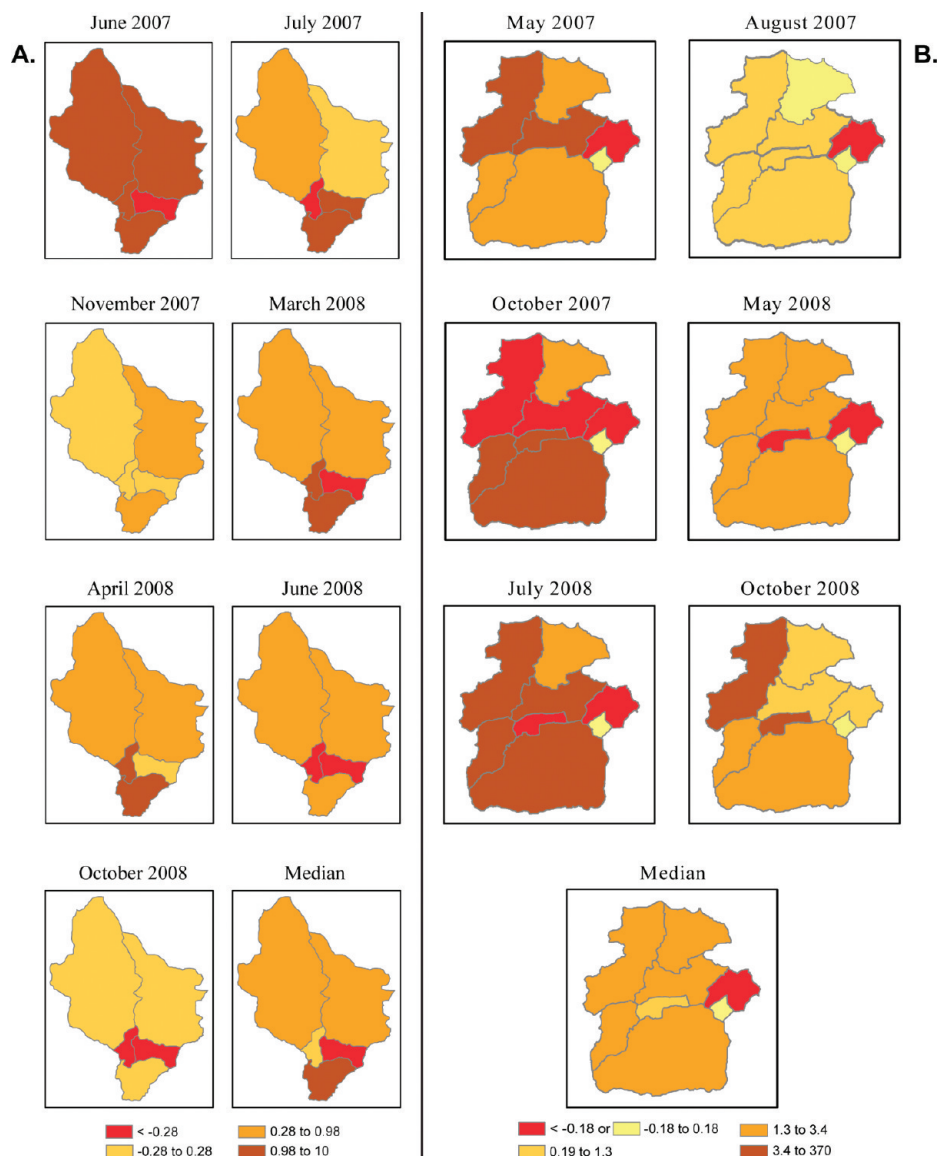 June 2007
July 2007
May 2007
August 2007
A.
B.
November 2007
March 2008
October 2007
May 2008
April 2008
June 2008
July 2008
October 2008
October 2008
Median
Median
< -0.28
0.28 to 0.98
-0.28 to 0.28
0.98 to 10
< -0.18 or
-0.18 to 0.18
1.3 to 3.4
0.19 to 1.3
3.4 to 370